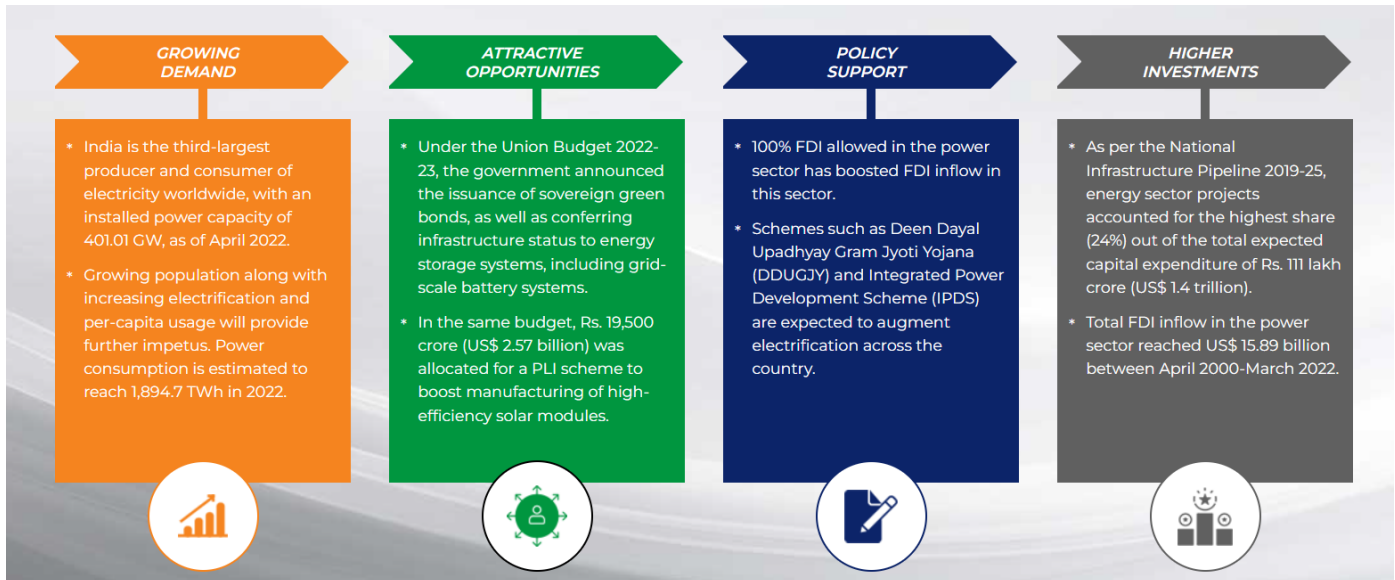 GROWING
DEMAND
* India is the third-largest
producer and consumer of
electricity worldwide, with an
installed power capacity of
401.01 GW, as of April 2022.
* Growing population along with
increasing electrification and
per-capita usage will provide
further impetus. Power
consumption is estimated to
reach 1,894.7 TWh in 2022.
ATTRACTIVE
OPPORTUNITIES
* Under the Union Budget 2022-
23, the government announced
the issuance of sovereign green
bonds, as well as conferring
infrastructure status to energy
storage systems, including grid-
scale battery systems.
* In the same budget, Rs. 19,500
crore (US$ 2.57 billion) was
allocated for a PLI scheme to
boost manufacturing of high-
efficiency solar modules.
POLICY
SUPPORT
* 100% FDI allowed in the power
sector has boosted FDI inflow in
this sector.
* Schemes such as Deen Dayal
Upadhyay Gram Jyoti Yojana
(DDUGJY) and Integrated Power
Development Scheme (IPDS)
are expected to augment
electrification across the
country.
HIGHER
INVESTMENTS
* As per the National
Infrastructure Pipeline 2019-25,
energy sector projects
accounted for the highest share
(24%) out of the total expected
capital expenditure of Rs. 111 lakh
crore (US$ 1.4 trillion).
* Total FDI inflow in the power
sector reached US$ 15.89 billion
between April 2000-March 2022.